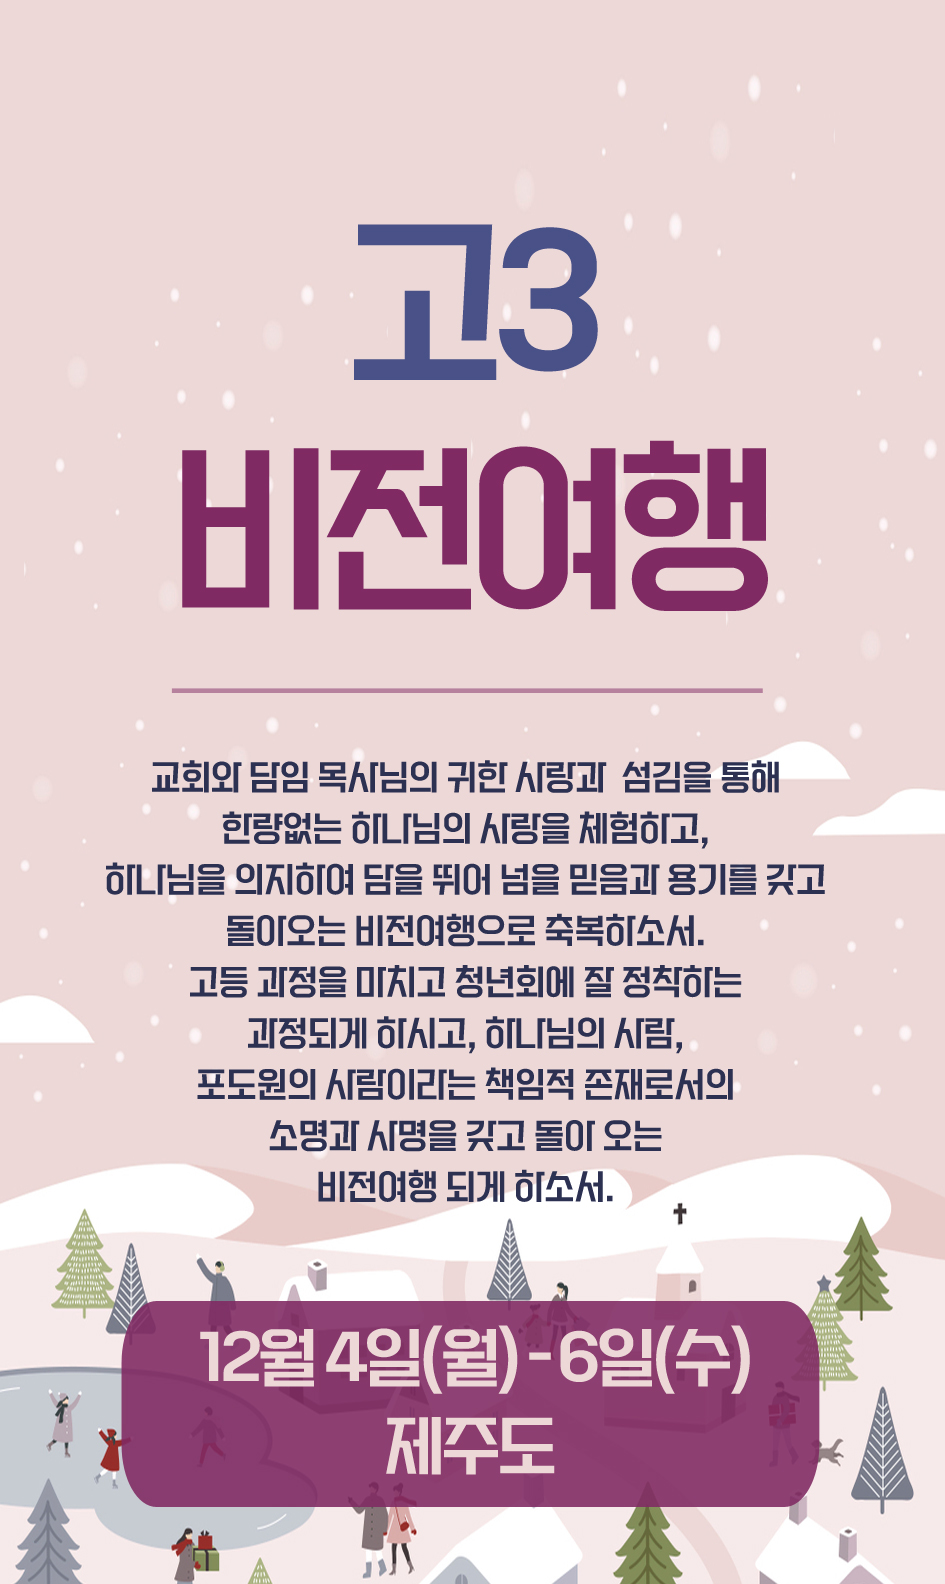 고3
비전여행
교회와 담임 목사님의 귀한 사랑과 섬김을 통해
한량없는 하나님의 사랑을 체험하고,
하나님을 의지하여 담을 뛰어 넘을 믿음과 용기를 갖고
돌아오는 비전여행으로 축복하소서.
고등 과정을 마치고 청년회에 잘 정착하는
과정되게 하시고, 하나님의 사람,
포도원의 사람이라는 책임적 존재로서의
소명과 사명을 갖고 돌아 오는
비전여행 되게 하소서.
12월 4일(월) - 6일(수)
제주도